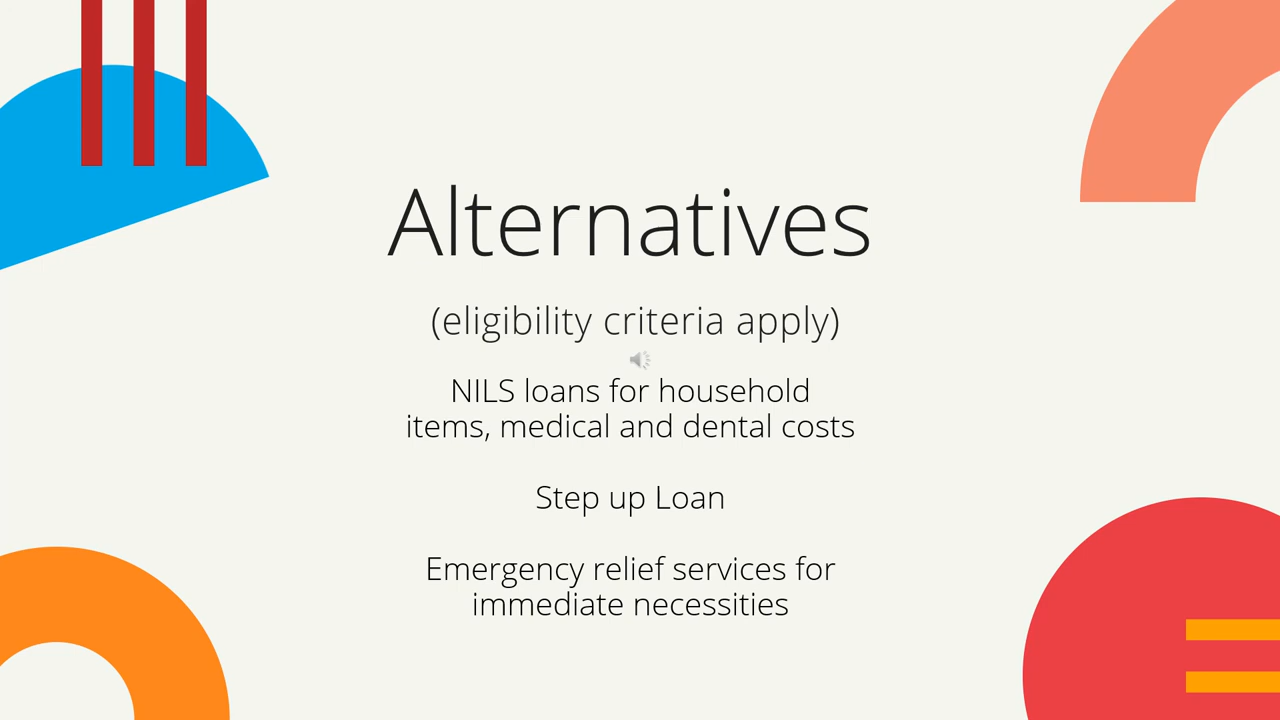 Alternatives
(eligibility criteria apply)
NILS loans for household
items, medical and dental costs
Step up Loan
Emergency relief services for
immediate necessities